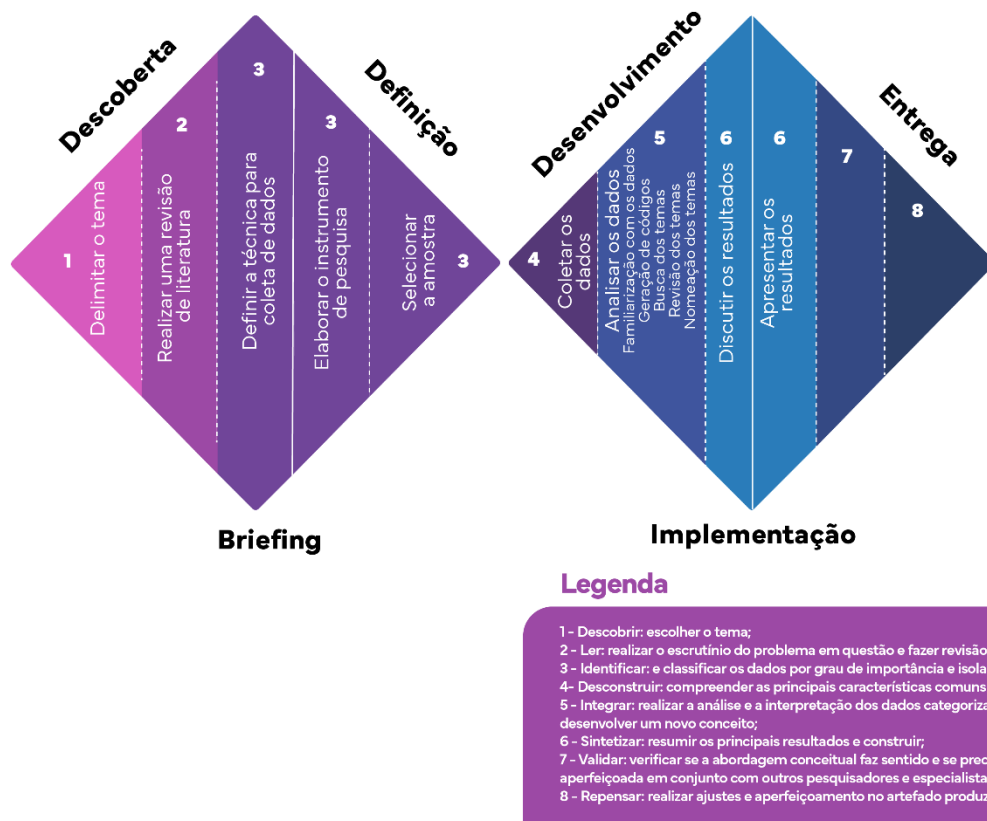 Descoberta
Definição
1
Delimitar o tema
2
Realizar uma revisão
de literatura
3
Definir a técnica para
coleta de dados
3
Elaborar o instrumento
de pesquisa
Selecionar
a amostra
3
Briefing
Desenvolvimento
Entrega
4
Coletar os
dados
5
Analisar os dados
Familiarização com os dados
Geração de códigos
Busca dos temas
Revisão dos temas
Nomeação dos temas
6
Discutir os resultados
6
Apresentar os
resultados
7
8
Implementação
Legenda
1 - Descobrir: escolher o tema;
2 - Ler: realizar o escrutínio do problema em questão e fazer revisão
3 - Identificar: e classificar os dados por grau de importância e isola
4- Desconstruir: compreender as principais características comuns
5 - Integrar: realizar a análise e a interpretação dos dados categoriza
desenvolver um novo conceito;
6 - Sintetizar: resumir os principais resultados e construir;
7 - Validar: verificar se a abordagem conceitual faz sentido e se prec
aperfeiçoada em conjunto com outros pesquisadores e especialista
8 - Repensar: realizar ajustes e aperfeiçoamento no artefado produz